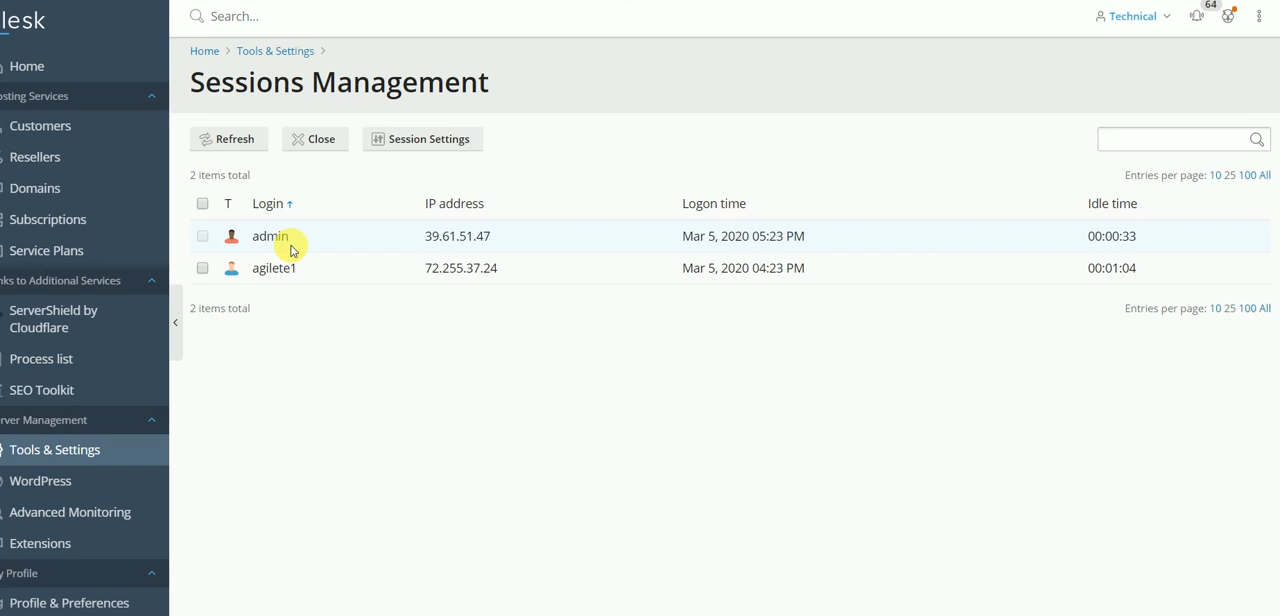 lesk
Search...
Technical
64
Home
osting Services
Customers
Resellers
Domains
Subscriptions
Service Plans
nks to Additional Services
ServerShield by
Cloudflare
Process list
SEO Toolkit
rver Management
Tools & Settings
WordPress
Advanced Monitoring
Extensions
y Profile
Profile & Preferences
Home > Tools & Settings >
Sessions Management
Refresh Close Session Settings
2 items total Entries per page: 10 25 100 All
T Login ↑ IP address Logon time Idle time
admin 39.61.51.47 Mar 5, 2020 05:23 PM 00:00:33
agilete1 72.255.37.24 Mar 5, 2020 04:23 PM 00:01:04
2 items total Entries per page: 10 25 100 All